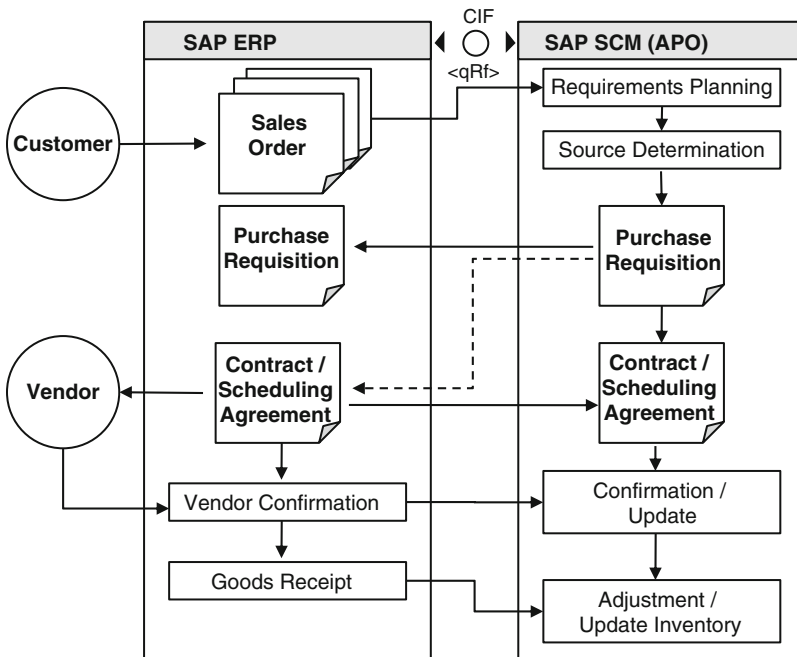 CIF
SAP ERP
SAP SCM (APO)
<qRf>
Customer
Sales
Order
Requirements Planning
Source Determination
Purchase
Requisition
Purchase
Requisition
Vendor
Contract /
Scheduling
Agreement
Contract /
Scheduling
Agreement
Vendor Confirmation
Confirmation /
Update
Goods Receipt
Adjustment /
Update Inventory